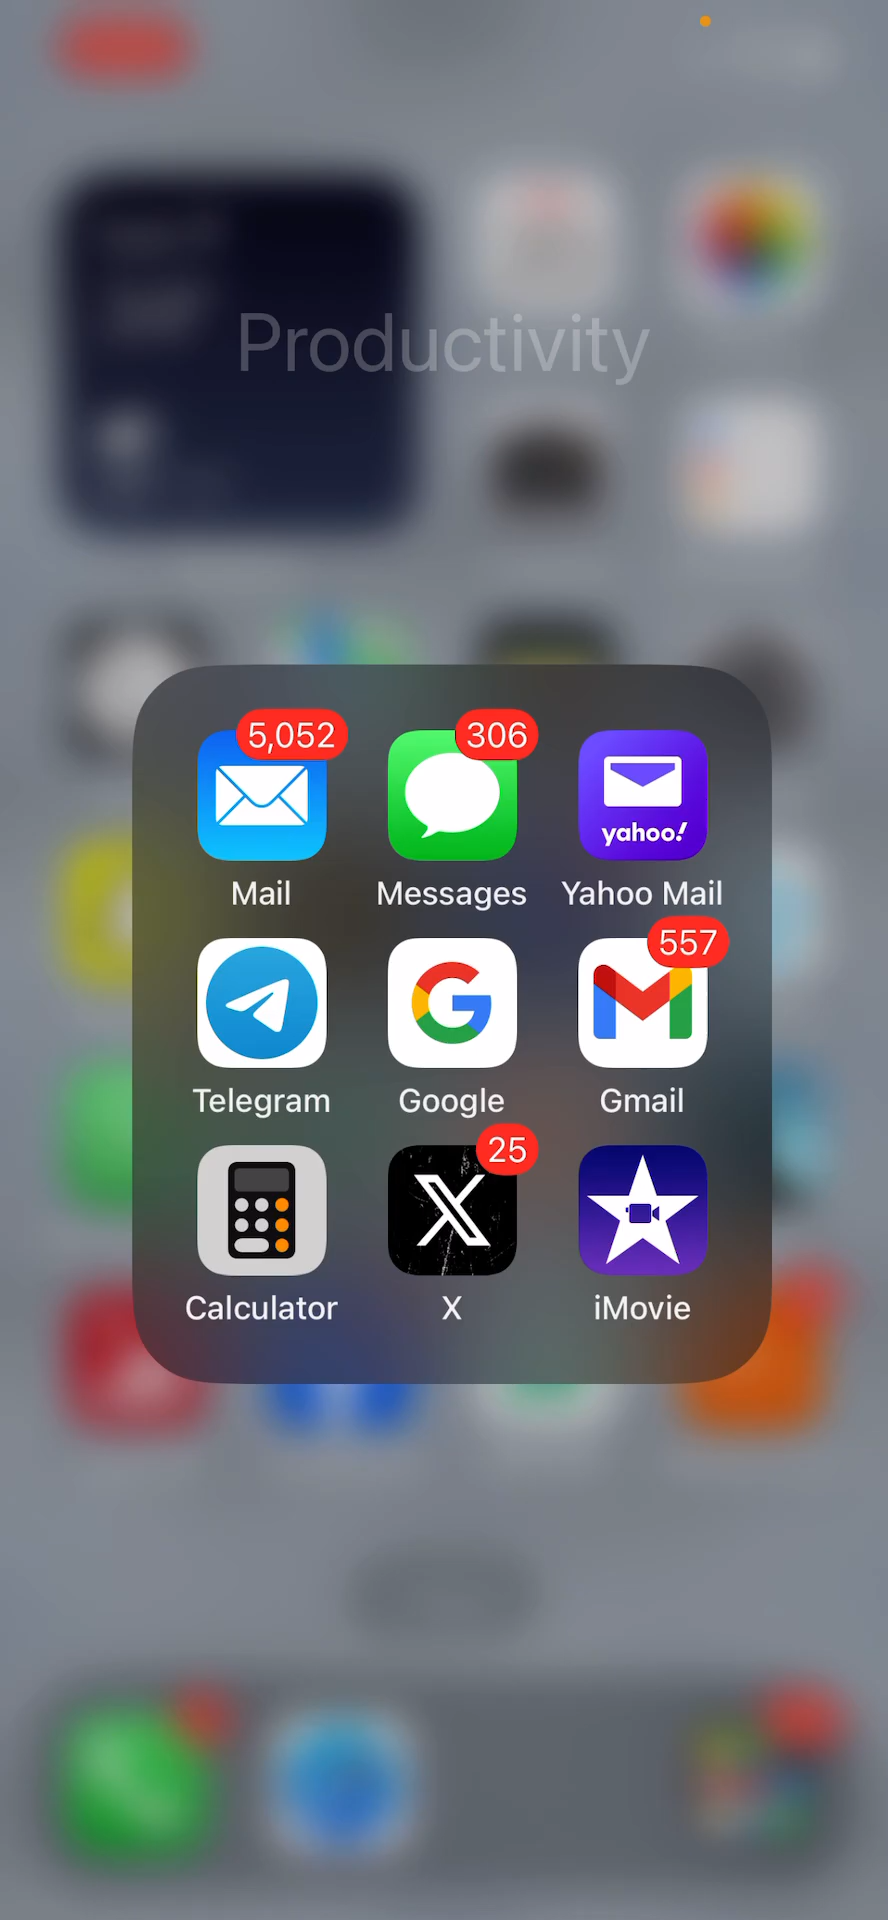 Productivity
5,052
306
yahoo!
Mail
Messages
Yahoo Mail
557
Telegram
Google
Gmail
25
Calculator
X
iMovie